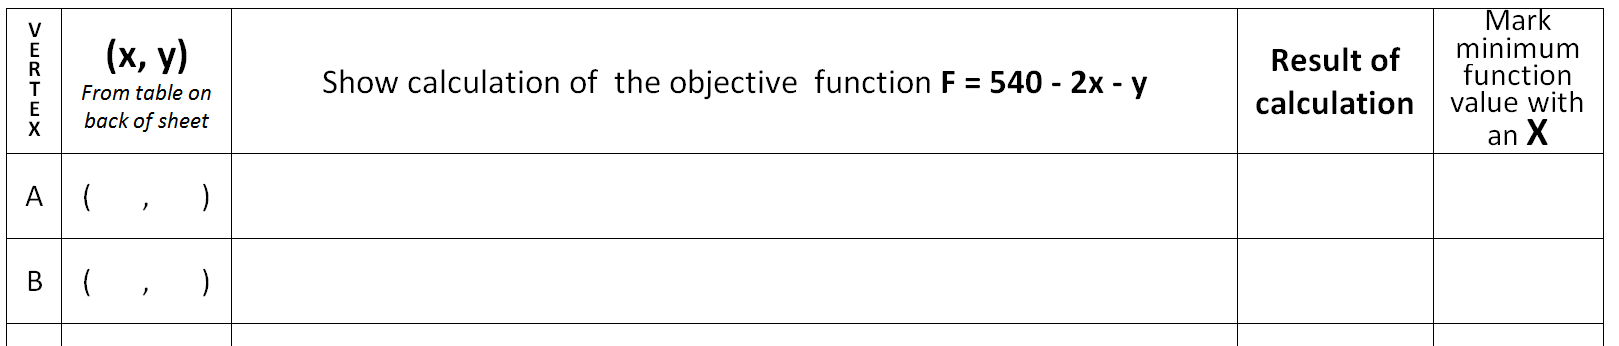 VERTEX
(x, y)
From table on
back of sheet
Show calculation of the objective function F = 540 - 2x - y
Result of
calculation
Mark
minimum
function
value with
an X
A
( , )
B
( , )